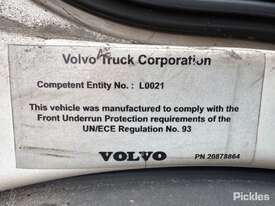 Volvo Truck Corporation
Competent Entity No. : L0021
This vehicle was manufactured to comply with the
Front Underrun Protection requirements of the
UN/ECE Regulation No. 93
VOLVO
PN 20878864
Pickles